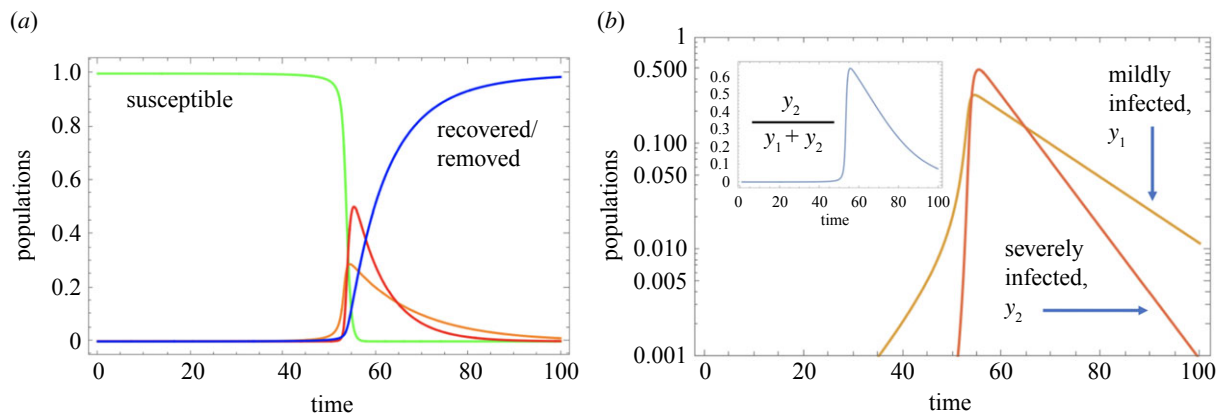 (a)
1.0
0.8
0.6
0.4
0.2
0
populations
susceptible
recovered/
removed
0
20
40
60
80
100
time
(b)
1
0.500
0.100
0.050
0.010
0.005
0.001
populations
0.6
0.5
0.4
0.3
0.2
0.1
0
y2
y1 + y2
0 20 40 60 80 100
time
mildly
infected,
y1
severely
infected,
y2
0
20
40
60
80
100
time